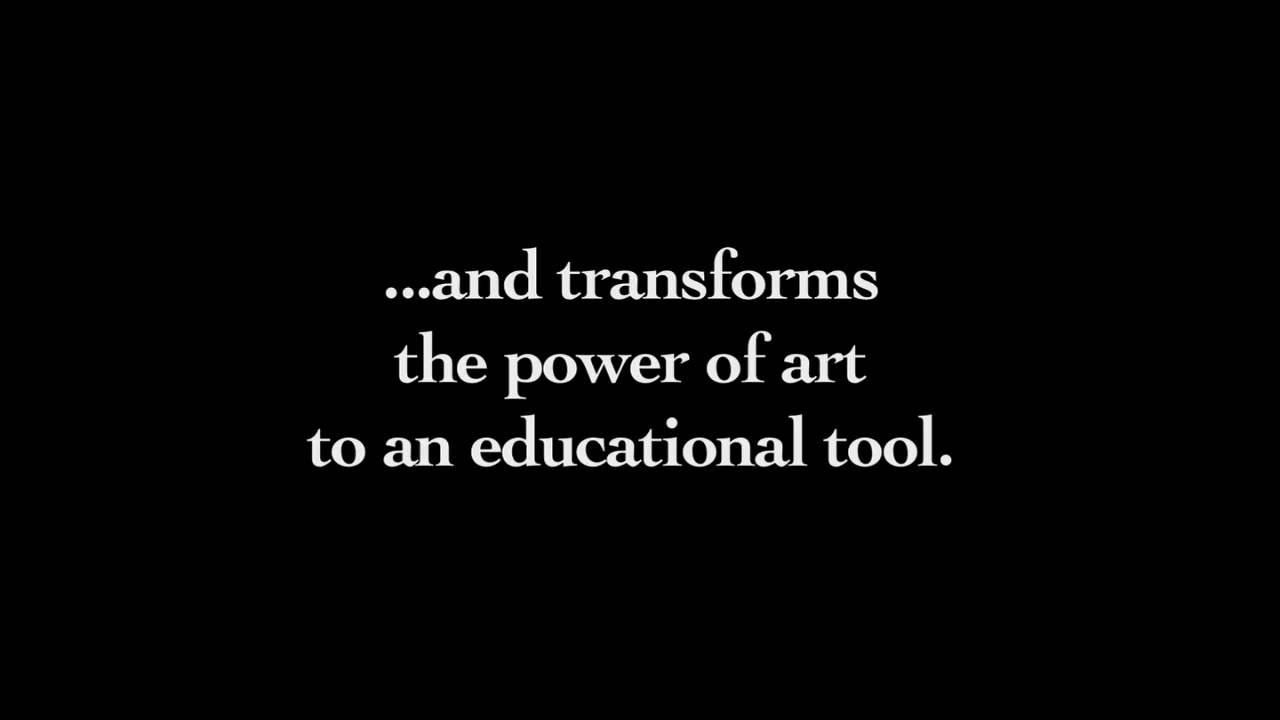 ...and transforms
the power of art
to an educational tool.